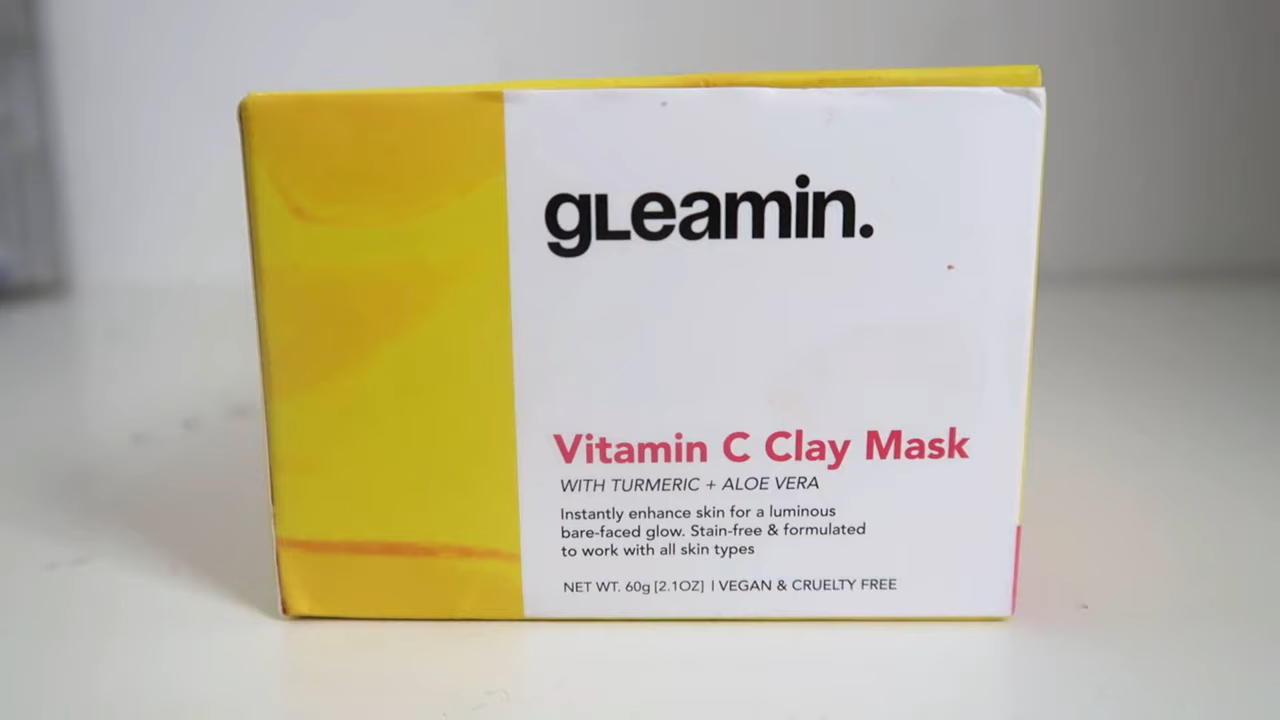 gLeamin.
Vitamin C Clay Mask
WITH TURMERIC + ALOE VERA
Instantly enhance skin for a luminous
bare-faced glow. Stain-free & formulated
to work with all skin types
NET WT. 60g [2.1OZ] | VEGAN & CRUELTY FREE